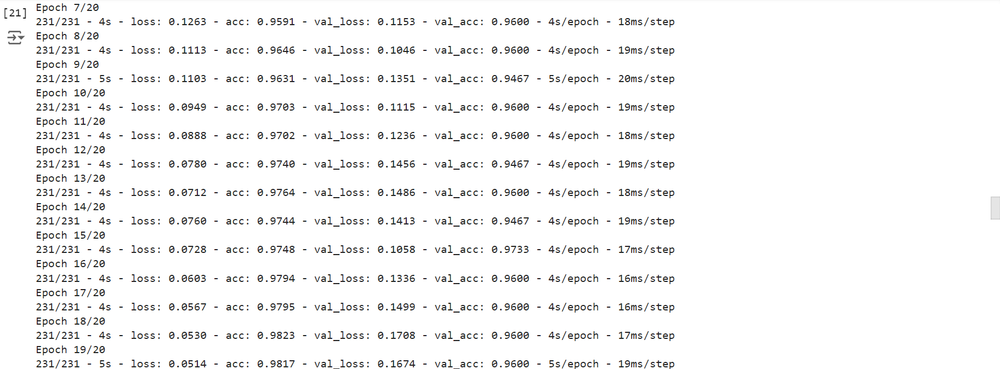 [21]
Epoch 7/20
231/231 - 4s - loss: 0.1263 - acc: 0.9591 - val_loss: 0.1153 - val_acc: 0.9600 - 4s/epoch - 18ms/step
Epoch 8/20
231/231 - 4s - loss: 0.1113 - acc: 0.9646 - val_loss: 0.1046 - val_acc: 0.9600 - 4s/epoch - 19ms/step
Epoch 9/20
231/231 - 5s - loss: 0.1103 - acc: 0.9631 - val_loss: 0.1351 - val_acc: 0.9467 - 5s/epoch - 20ms/step
Epoch 10/20
231/231 - 4s - loss: 0.0949 - acc: 0.9703 - val_loss: 0.1115 - val_acc: 0.9600 - 4s/epoch - 19ms/step
Epoch 11/20
231/231 - 4s - loss: 0.0888 - acc: 0.9702 - val_loss: 0.1236 - val_acc: 0.9600 - 4s/epoch - 18ms/step
Epoch 12/20
231/231 - 4s - loss: 0.0780 - acc: 0.9740 - val_loss: 0.1456 - val_acc: 0.9467 - 4s/epoch - 19ms/step
Epoch 13/20
231/231 - 4s - loss: 0.0712 - acc: 0.9764 - val_loss: 0.1486 - val_acc: 0.9600 - 4s/epoch - 18ms/step
Epoch 14/20
231/231 - 4s - loss: 0.0760 - acc: 0.9744 - val_loss: 0.1413 - val_acc: 0.9467 - 4s/epoch - 19ms/step
Epoch 15/20
231/231 - 4s - loss: 0.0728 - acc: 0.9748 - val_loss: 0.1058 - val_acc: 0.9733 - 4s/epoch - 17ms/step
Epoch 16/20
231/231 - 4s - loss: 0.0603 - acc: 0.9794 - val_loss: 0.1336 - val_acc: 0.9600 - 4s/epoch - 16ms/step
Epoch 17/20
231/231 - 4s - loss: 0.0567 - acc: 0.9795 - val_loss: 0.1499 - val_acc: 0.9600 - 4s/epoch - 16ms/step
Epoch 18/20
231/231 - 4s - loss: 0.0530 - acc: 0.9823 - val_loss: 0.1708 - val_acc: 0.9600 - 4s/epoch - 17ms/step
Epoch 19/20
231/231 - 5s - loss: 0.0514 - acc: 0.9817 - val_loss: 0.1674 - val_acc: 0.9600 - 5s/epoch - 19ms/step